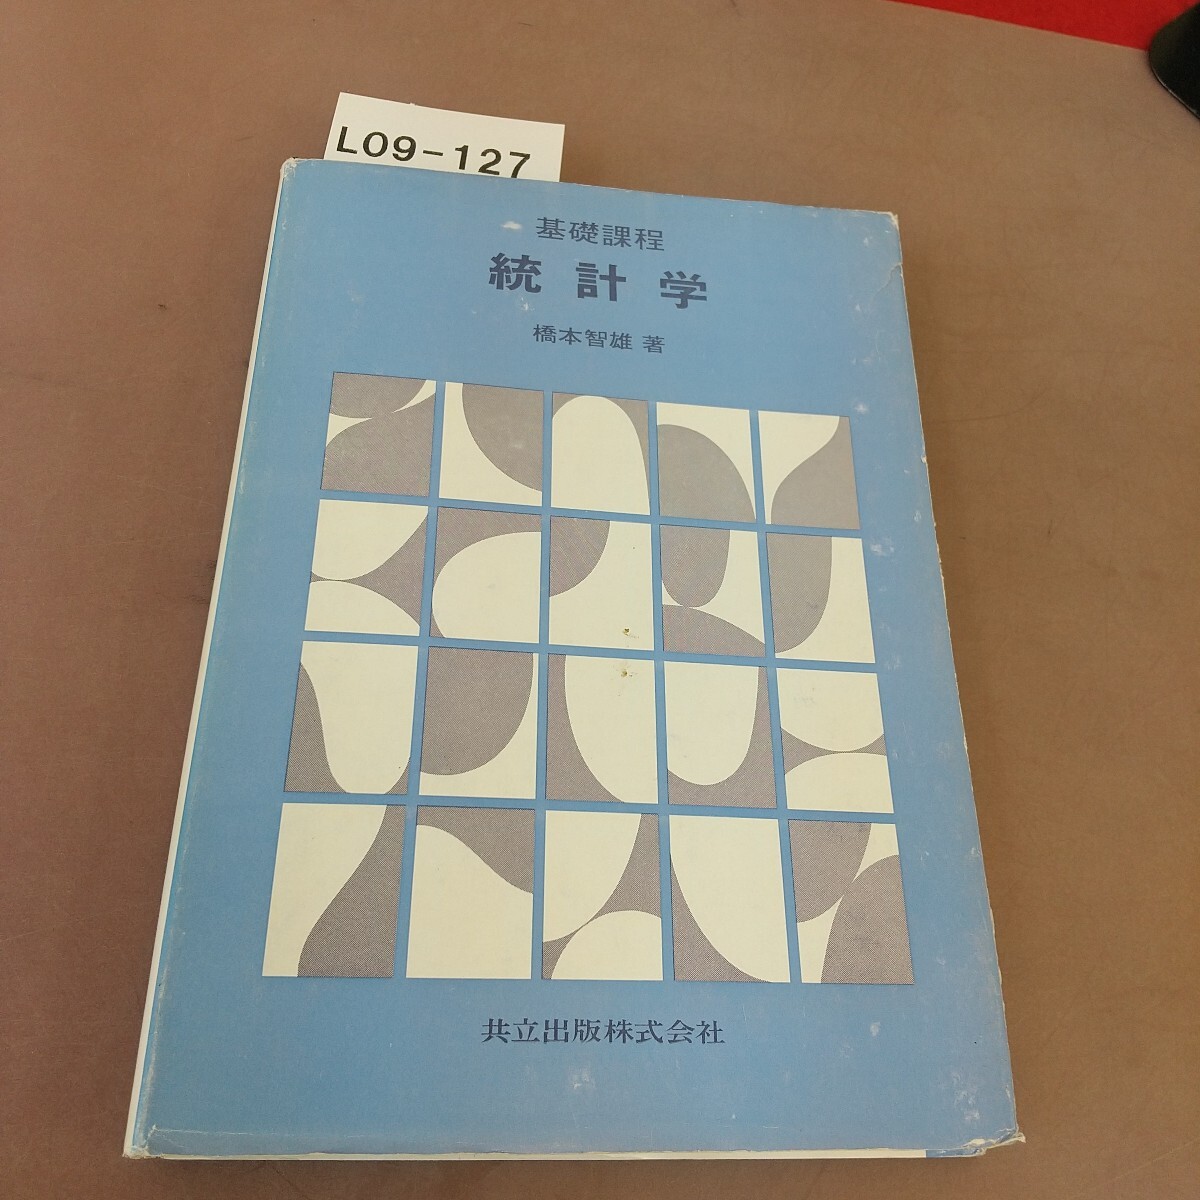 L09-127
基礎課程
統計学
橋本智雄 著
共立出版株式会社